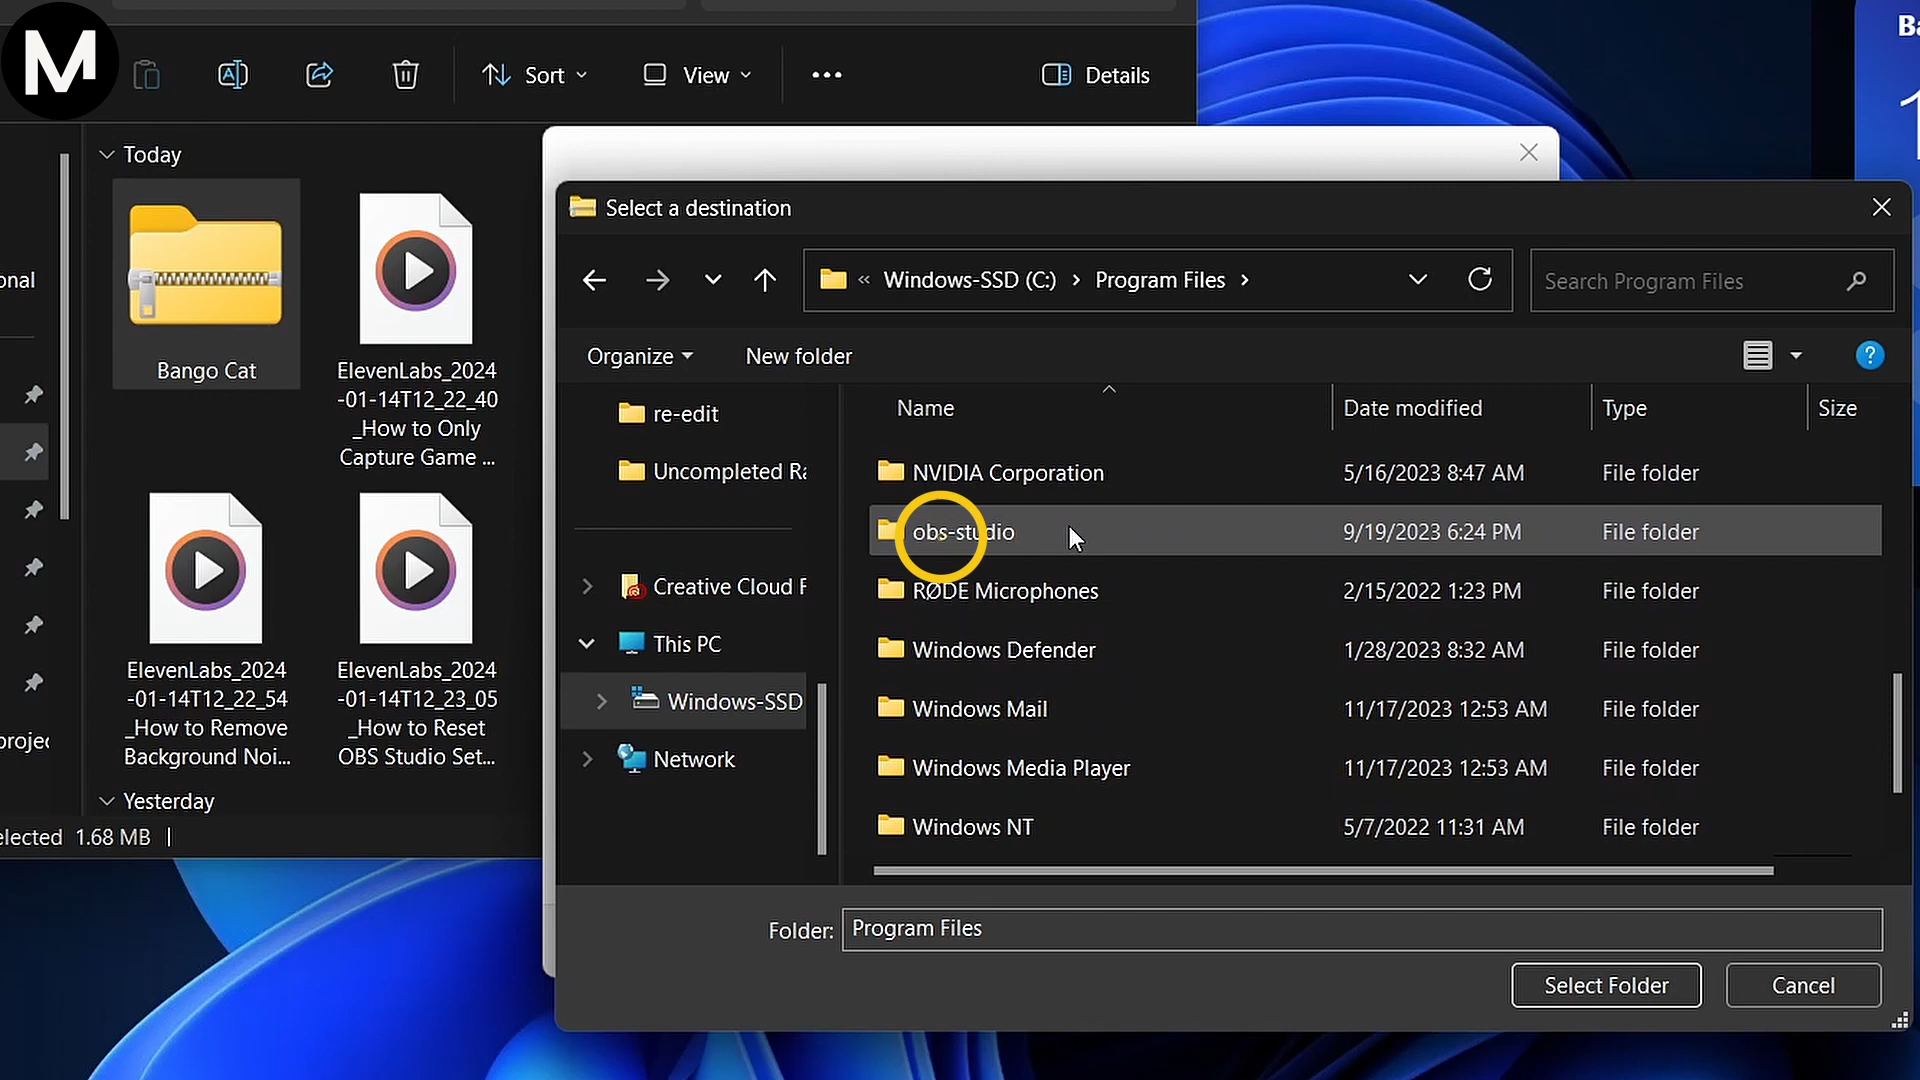 M
Sort
View
Details
Ba
Today
Bango Cat
ElevenLabs_2024
-01-14T12_22_40
_How to Only
Capture Game ...
ElevenLabs_2024
-01-14T12_22_54
_How to Remove
Background Noi...
ElevenLabs_2024
-01-14T12_23_05
_How to Reset
OBS Studio Set...
Yesterday
onal
projec
elected 1.68 MB
Select a destination
« Windows-SSD (C:) › Program Files ›
Search Program Files
Organize
New folder
re-edit
Uncompleted Ra
Creative Cloud F
This PC
Windows-SSD
Network
Name Date modified Type Size
NVIDIA Corporation 5/16/2023 8:47 AM File folder
obs-studio 9/19/2023 6:24 PM File folder
RØDE Microphones 2/15/2022 1:23 PM File folder
Windows Defender 1/28/2023 8:32 AM File folder
Windows Mail 11/17/2023 12:53 AM File folder
Windows Media Player 11/17/2023 12:53 AM File folder
Windows NT 5/7/2022 11:31 AM File folder
Folder: Program Files
Select Folder
Cancel